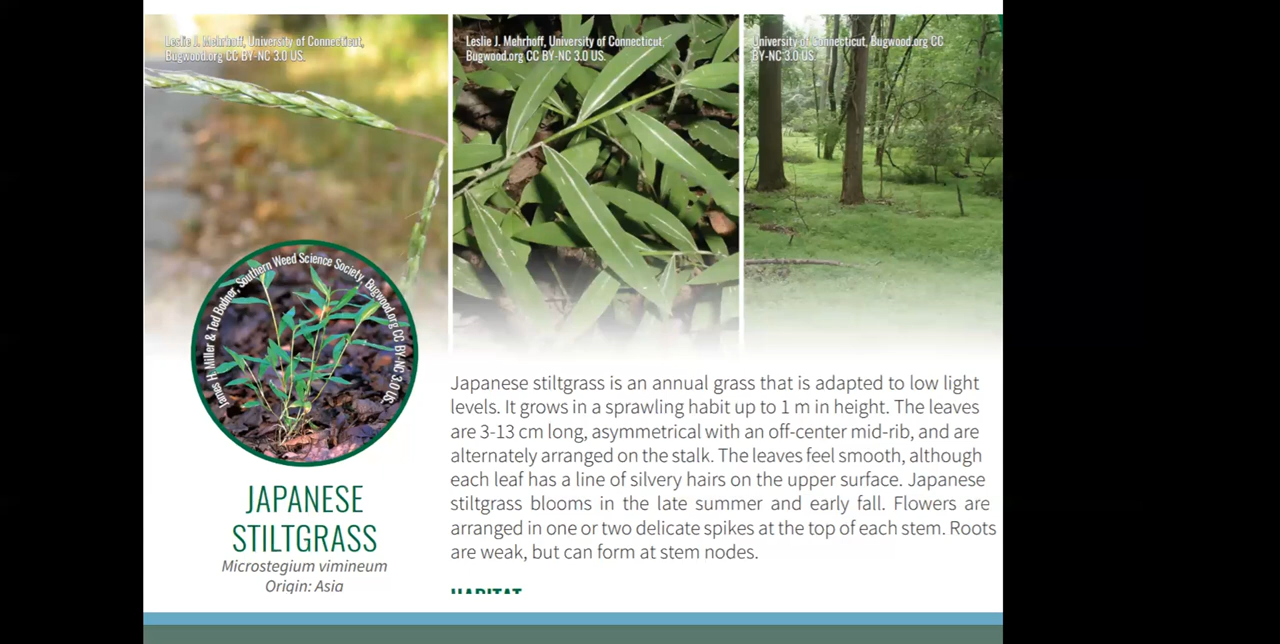 Leslie J. Mehrhoff, University of Connecticut,
Bugwood.org CC BY-NC 3.0 US.
Leslie J. Mehrhoff, University of Connecticut,
Bugwood.org CC BY-NC 3.0 US.
University of Connecticut, Bugwood.org CC
BY-NC 3.0 US.
James H. Miller & Ted Bodner, Southern Weed Science Society, Bugwood.org CC BY-NC 3.0 US.
JAPANESE
STILTGRASS
Microstegium vimineum
Origin: Asia
Japanese stiltgrass is an annual grass that is adapted to low light
levels. It grows in a sprawling habit up to 1 m in height. The leaves
are 3-13 cm long, asymmetrical with an off-center mid-rib, and are
alternately arranged on the stalk. The leaves feel smooth, although
each leaf has a line of silvery hairs on the upper surface. Japanese
stiltgrass blooms in the late summer and early fall. Flowers are
arranged in one or two delicate spikes at the top of each stem. Roots
are weak, but can form at stem nodes.
HABITAT